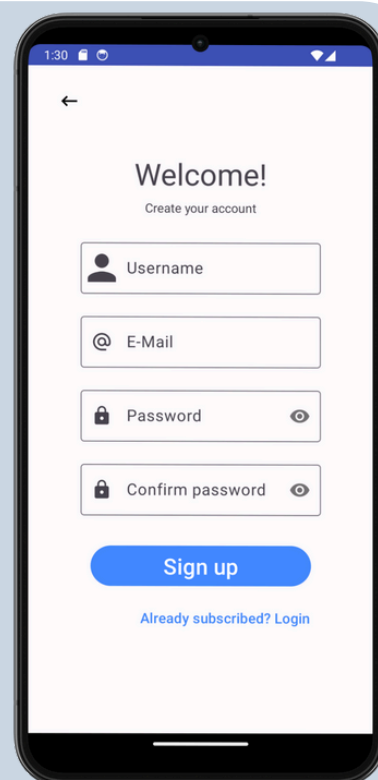 1:30
Welcome!
Create your account
Username
@ E-Mail
Password
Confirm password
Sign up
Already subscribed? Login